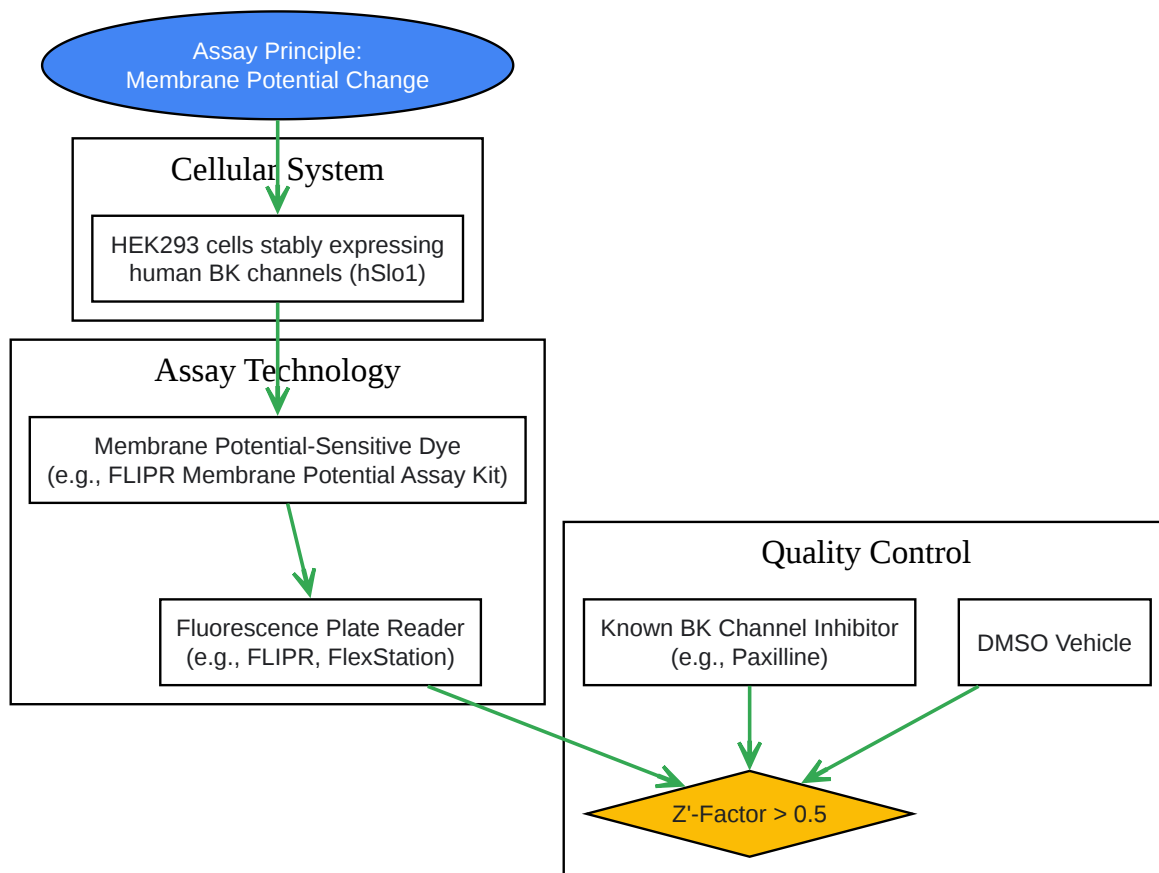 Assay Principle:
Membrane Potential Change
Cellular System
HEK293 cells stably expressing
human BK channels (hSlo1)
Assay Technology
Membrane Potential-Sensitive Dye
(e.g., FLIPR Membrane Potential Assay Kit)
Fluorescence Plate Reader
(e.g., FLIPR, FlexStation)
Quality Control
Known BK Channel Inhibitor
(e.g., Paxilline)
DMSO Vehicle
Z'-Factor > 0.5